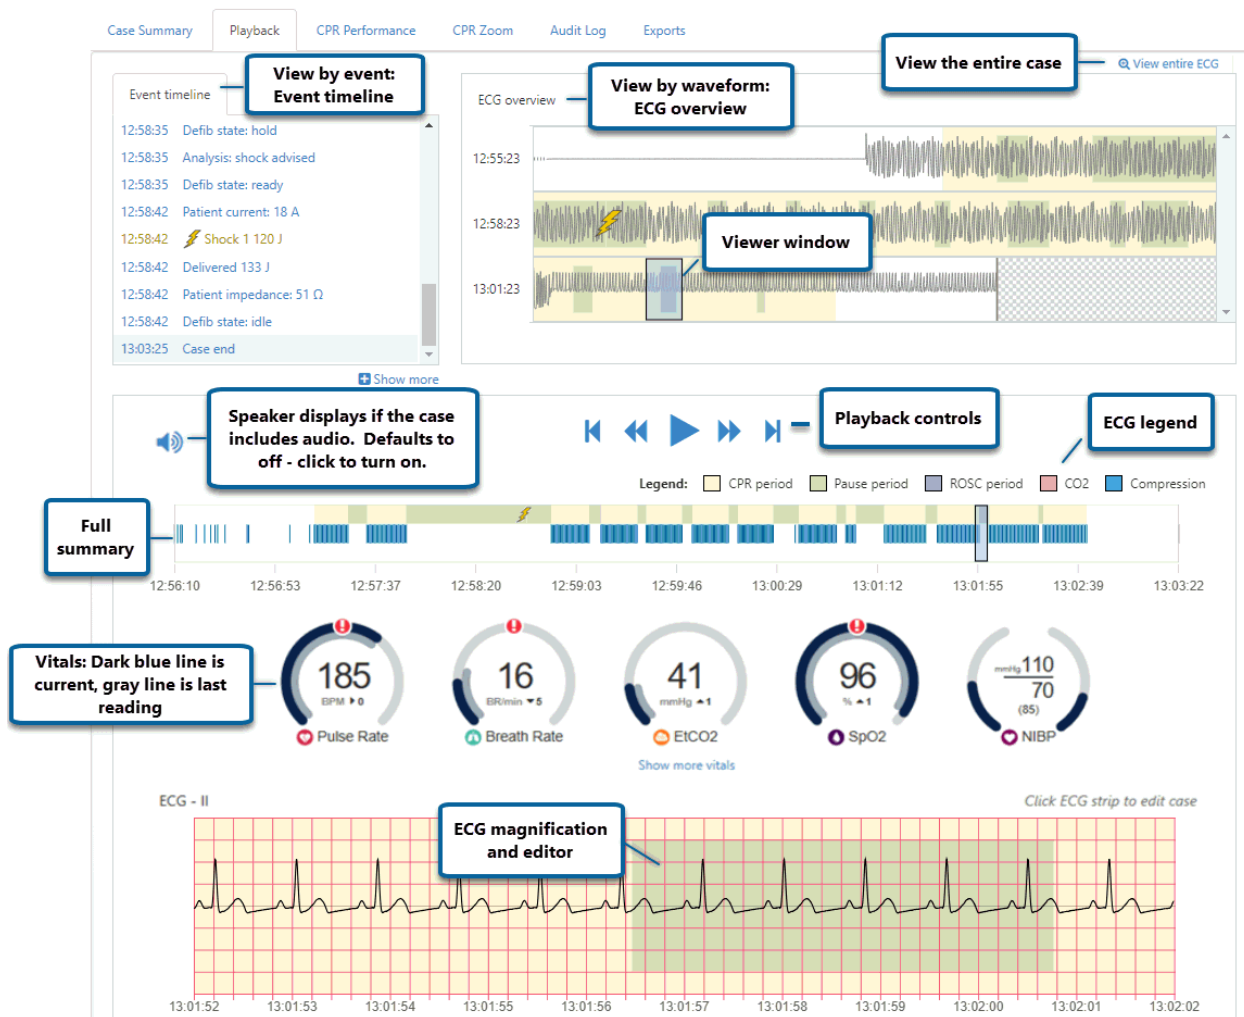 Case Summary
Playback
CPR Performance
CPR Zoom
Audit Log
Exports
View the entire case
View entire ECG
View by event:
Event timeline
Event timeline
12:58:35 Defib state: hold
12:58:35 Analysis: shock advised
12:58:35 Defib state: ready
12:58:42 Patient current: 18 A
12:58:42 Shock 1 120 J
12:58:42 Delivered 133 J
12:58:42 Patient impedance: 51 Ω
12:58:42 Defib state: idle
13:03:25 Case end
Show more
View by waveform:
ECG overview
ECG overview
12:55:23
12:58:23
Viewer window
13:01:23
Speaker displays if the case
includes audio. Defaults to
off - click to turn on.
Playback controls
ECG legend
Legend: CPR period Pause period ROSC period CO2 Compression
Full
summary
12:56:10 12:56:53 12:57:37 12:58:20 12:59:03 12:59:46 13:00:29 13:01:12 13:01:55 13:02:39 13:03:22
Vitals: Dark blue line is
current, gray line is last
reading
185
BPM 0
Pulse Rate
16
BR/min 5
Breath Rate
41
mmHg 1
EtCO2
96
% 1
SpO2
mmHg 110
70
(85)
NIBP
Show more vitals
ECG - II
Click ECG strip to edit case
ECG magnification
and editor
13:01:52 13:01:53 13:01:54 13:01:55 13:01:56 13:01:57 13:01:58 13:01:59 13:02:00 13:02:01 13:02:02